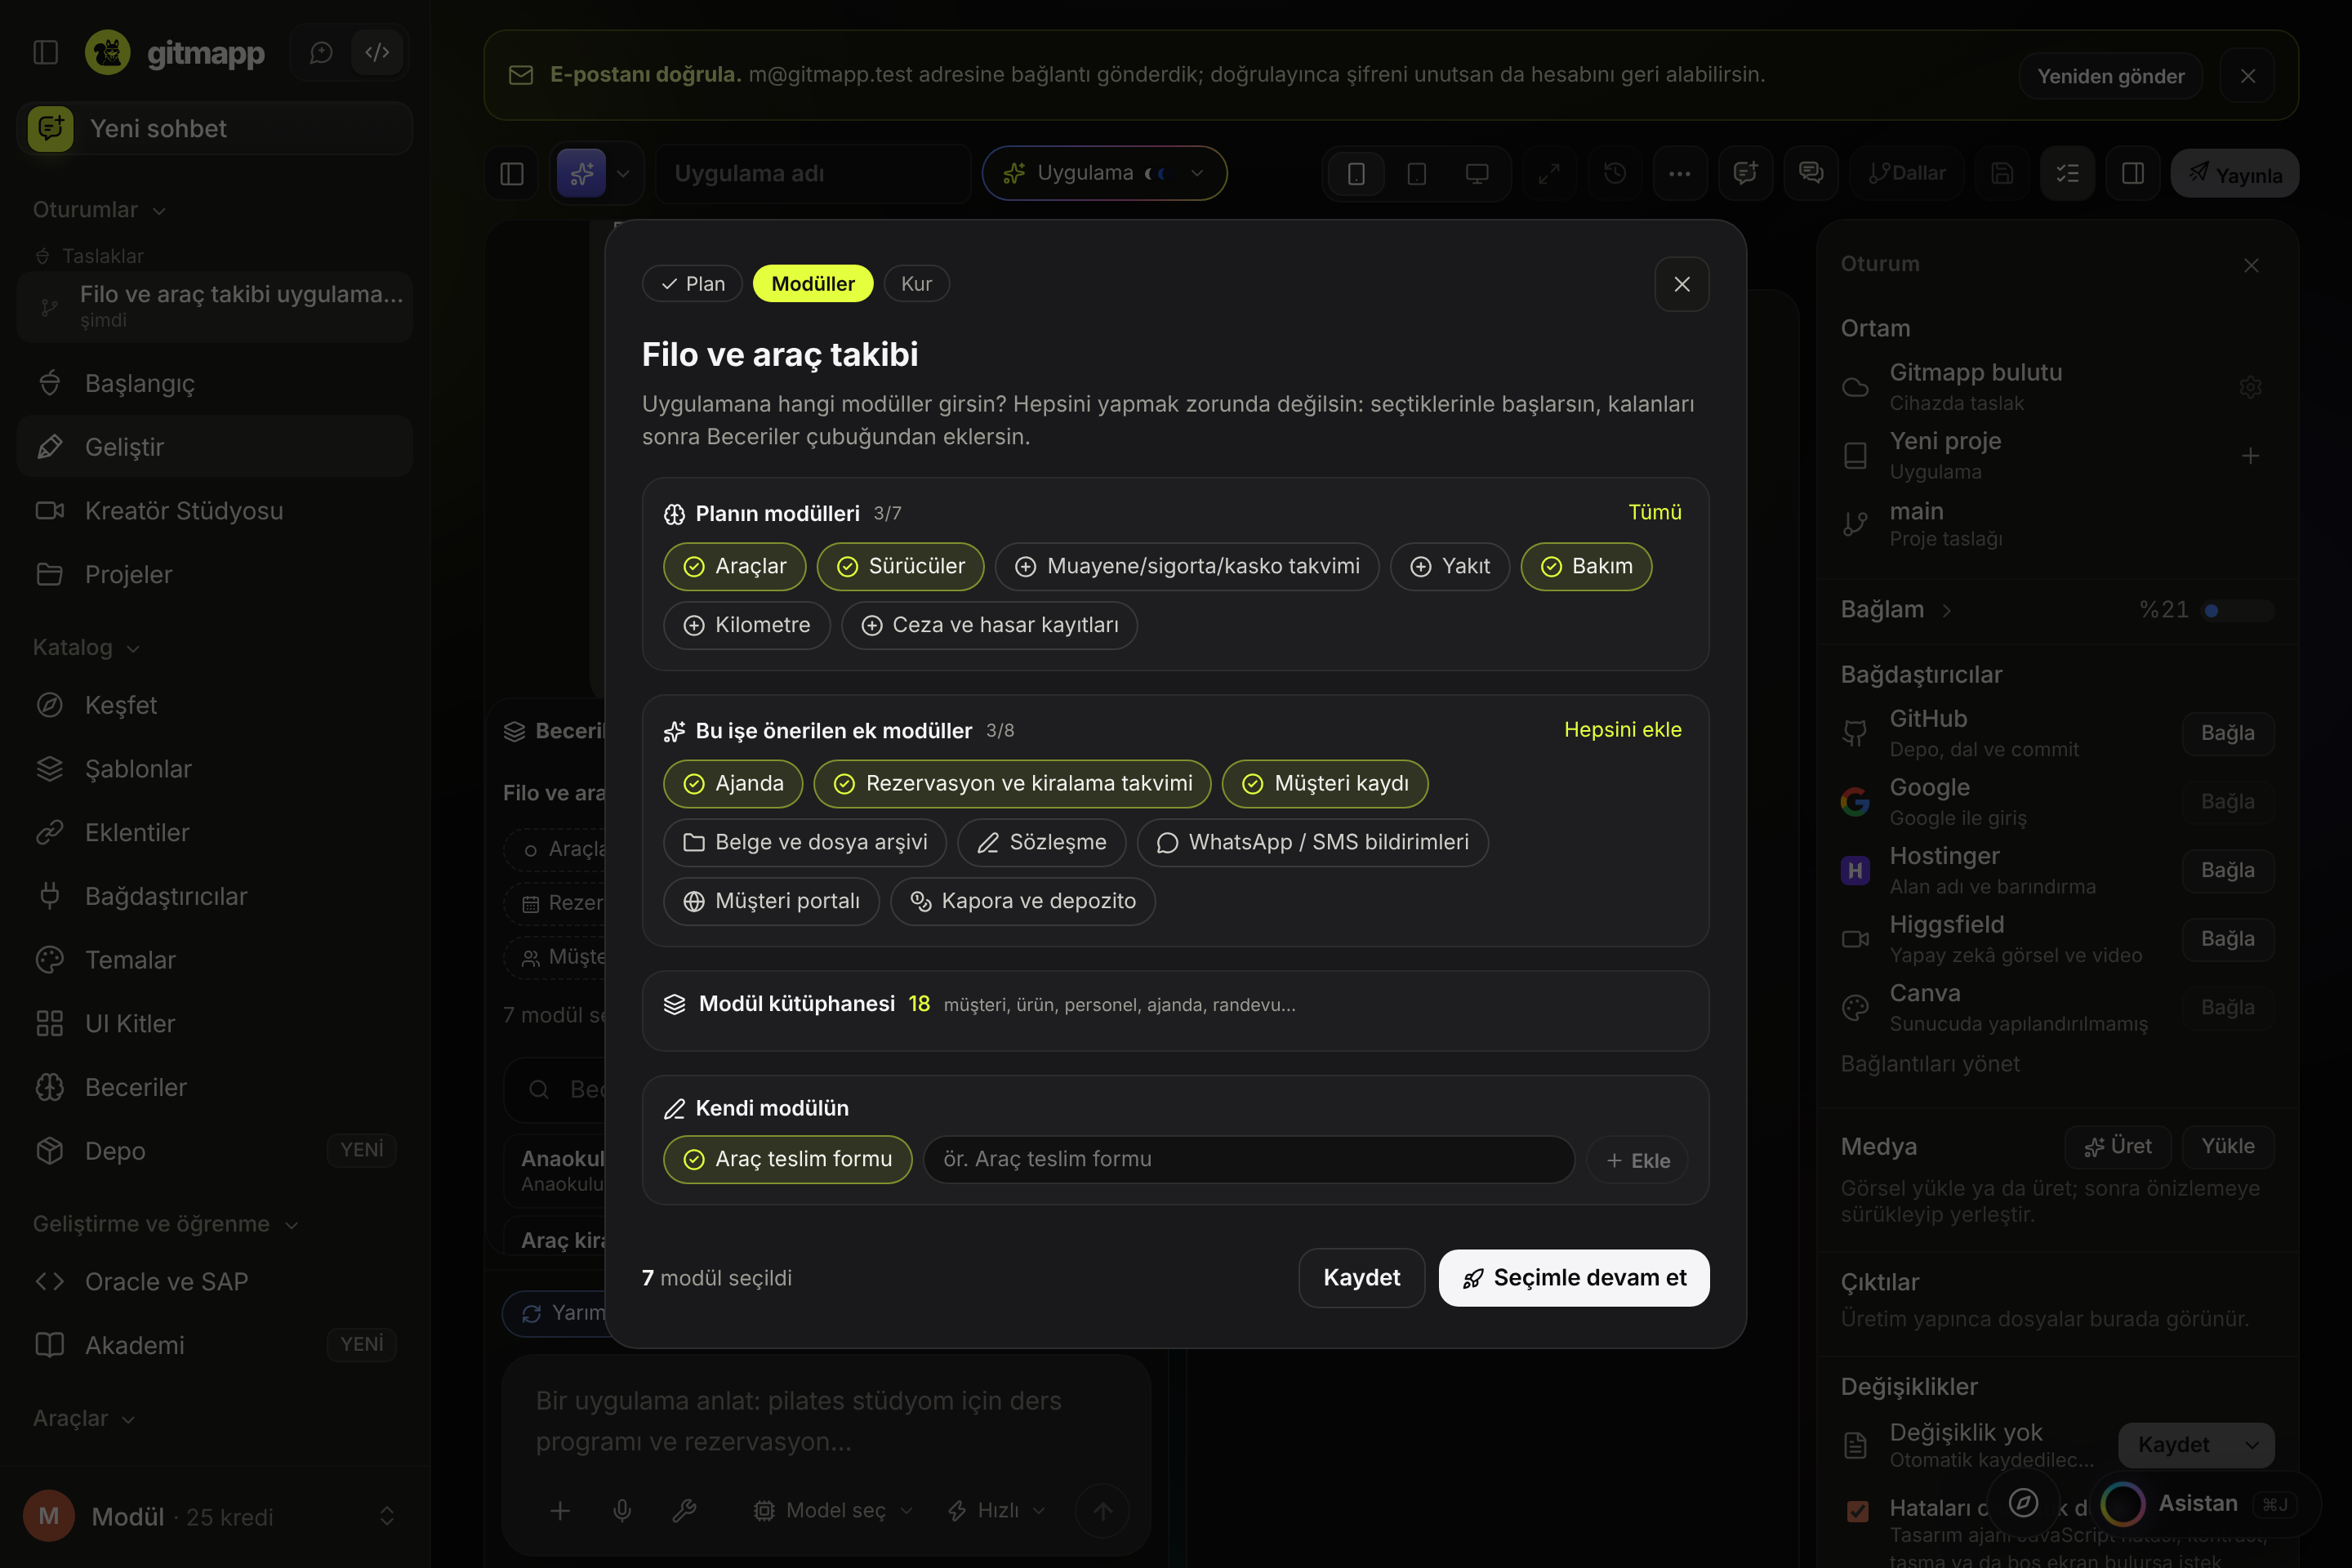 gitmapp
Yeni sohbet
Oturumlar
Taslaklar
Filo ve araç takibi uygulama...
şimdi
Başlangıç
Geliştir
Kreatör Stüdyosu
Projeler
Katalog
Keşfet
Şablonlar
Eklentiler
Bağdaştırıcılar
Temalar
UI Kitler
Beceriler
Depo YENİ
Geliştirme ve öğrenme
Oracle ve SAP
Akademi YENİ
Araçlar
M Modül · 25 kredi
E-postanı doğrula. m@gitmapp.test adresine bağlantı gönderdik; doğrulayınca şifreni unutsan da hesabını geri alabilirsin.
Yeniden gönder
Uygulama adı
Uygulama
Dallar
Yayınla
Plan Modüller Kur
Filo ve araç takibi
Uygulamana hangi modüller girsin? Hepsini yapmak zorunda değilsin: seçtiklerinle başlarsın, kalanları
sonra Beceriler çubuğundan eklersin.
Planın modülleri 3/7 Tümü
Araçlar Sürücüler Muayene/sigorta/kasko takvimi Yakıt Bakım
Kilometre Ceza ve hasar kayıtları
Bu işe önerilen ek modüller 3/8 Hepsini ekle
Ajanda Rezervasyon ve kiralama takvimi Müşteri kaydı
Belge ve dosya arşivi Sözleşme WhatsApp / SMS bildirimleri
Müşteri portalı Kapora ve depozito
Modül kütüphanesi 18 müşteri, ürün, personel, ajanda, randevu...
Kendi modülün
Araç teslim formu ör. Araç teslim formu + Ekle
7 modül seçildi
Kaydet
Seçimle devam et
Filo ve ara
7 modül
Bir uygulama anlat: pilates stüdyom için ders
programı ve rezervasyon...
Model seç Hızlı
Oturum
Ortam
Gitmapp bulutu
Cihazda taslak
Yeni proje
Uygulama
main
Proje taslağı
Bağlam %21
Bağdaştırıcılar
GitHub
Depo, dal ve commit
Bağla
Google
Google ile giriş
Bağla
Hostinger
Alan adı ve barındırma
Bağla
Higgsfield
Yapay zekâ görsel ve video
Bağla
Canva
Sunucuda yapılandırılmamış
Bağla
Bağlantıları yönet
Medya Üret Yükle
Görsel yükle ya da üret; sonra önizlemeye
sürükleyip yerleştir.
Çıktılar
Üretim yapınca dosyalar burada görünür.
Değişiklikler
Değişiklik yok
Otomatik kaydedilec...
Kaydet
Hataları
Tasarım ajanı
Asistan ⌘J